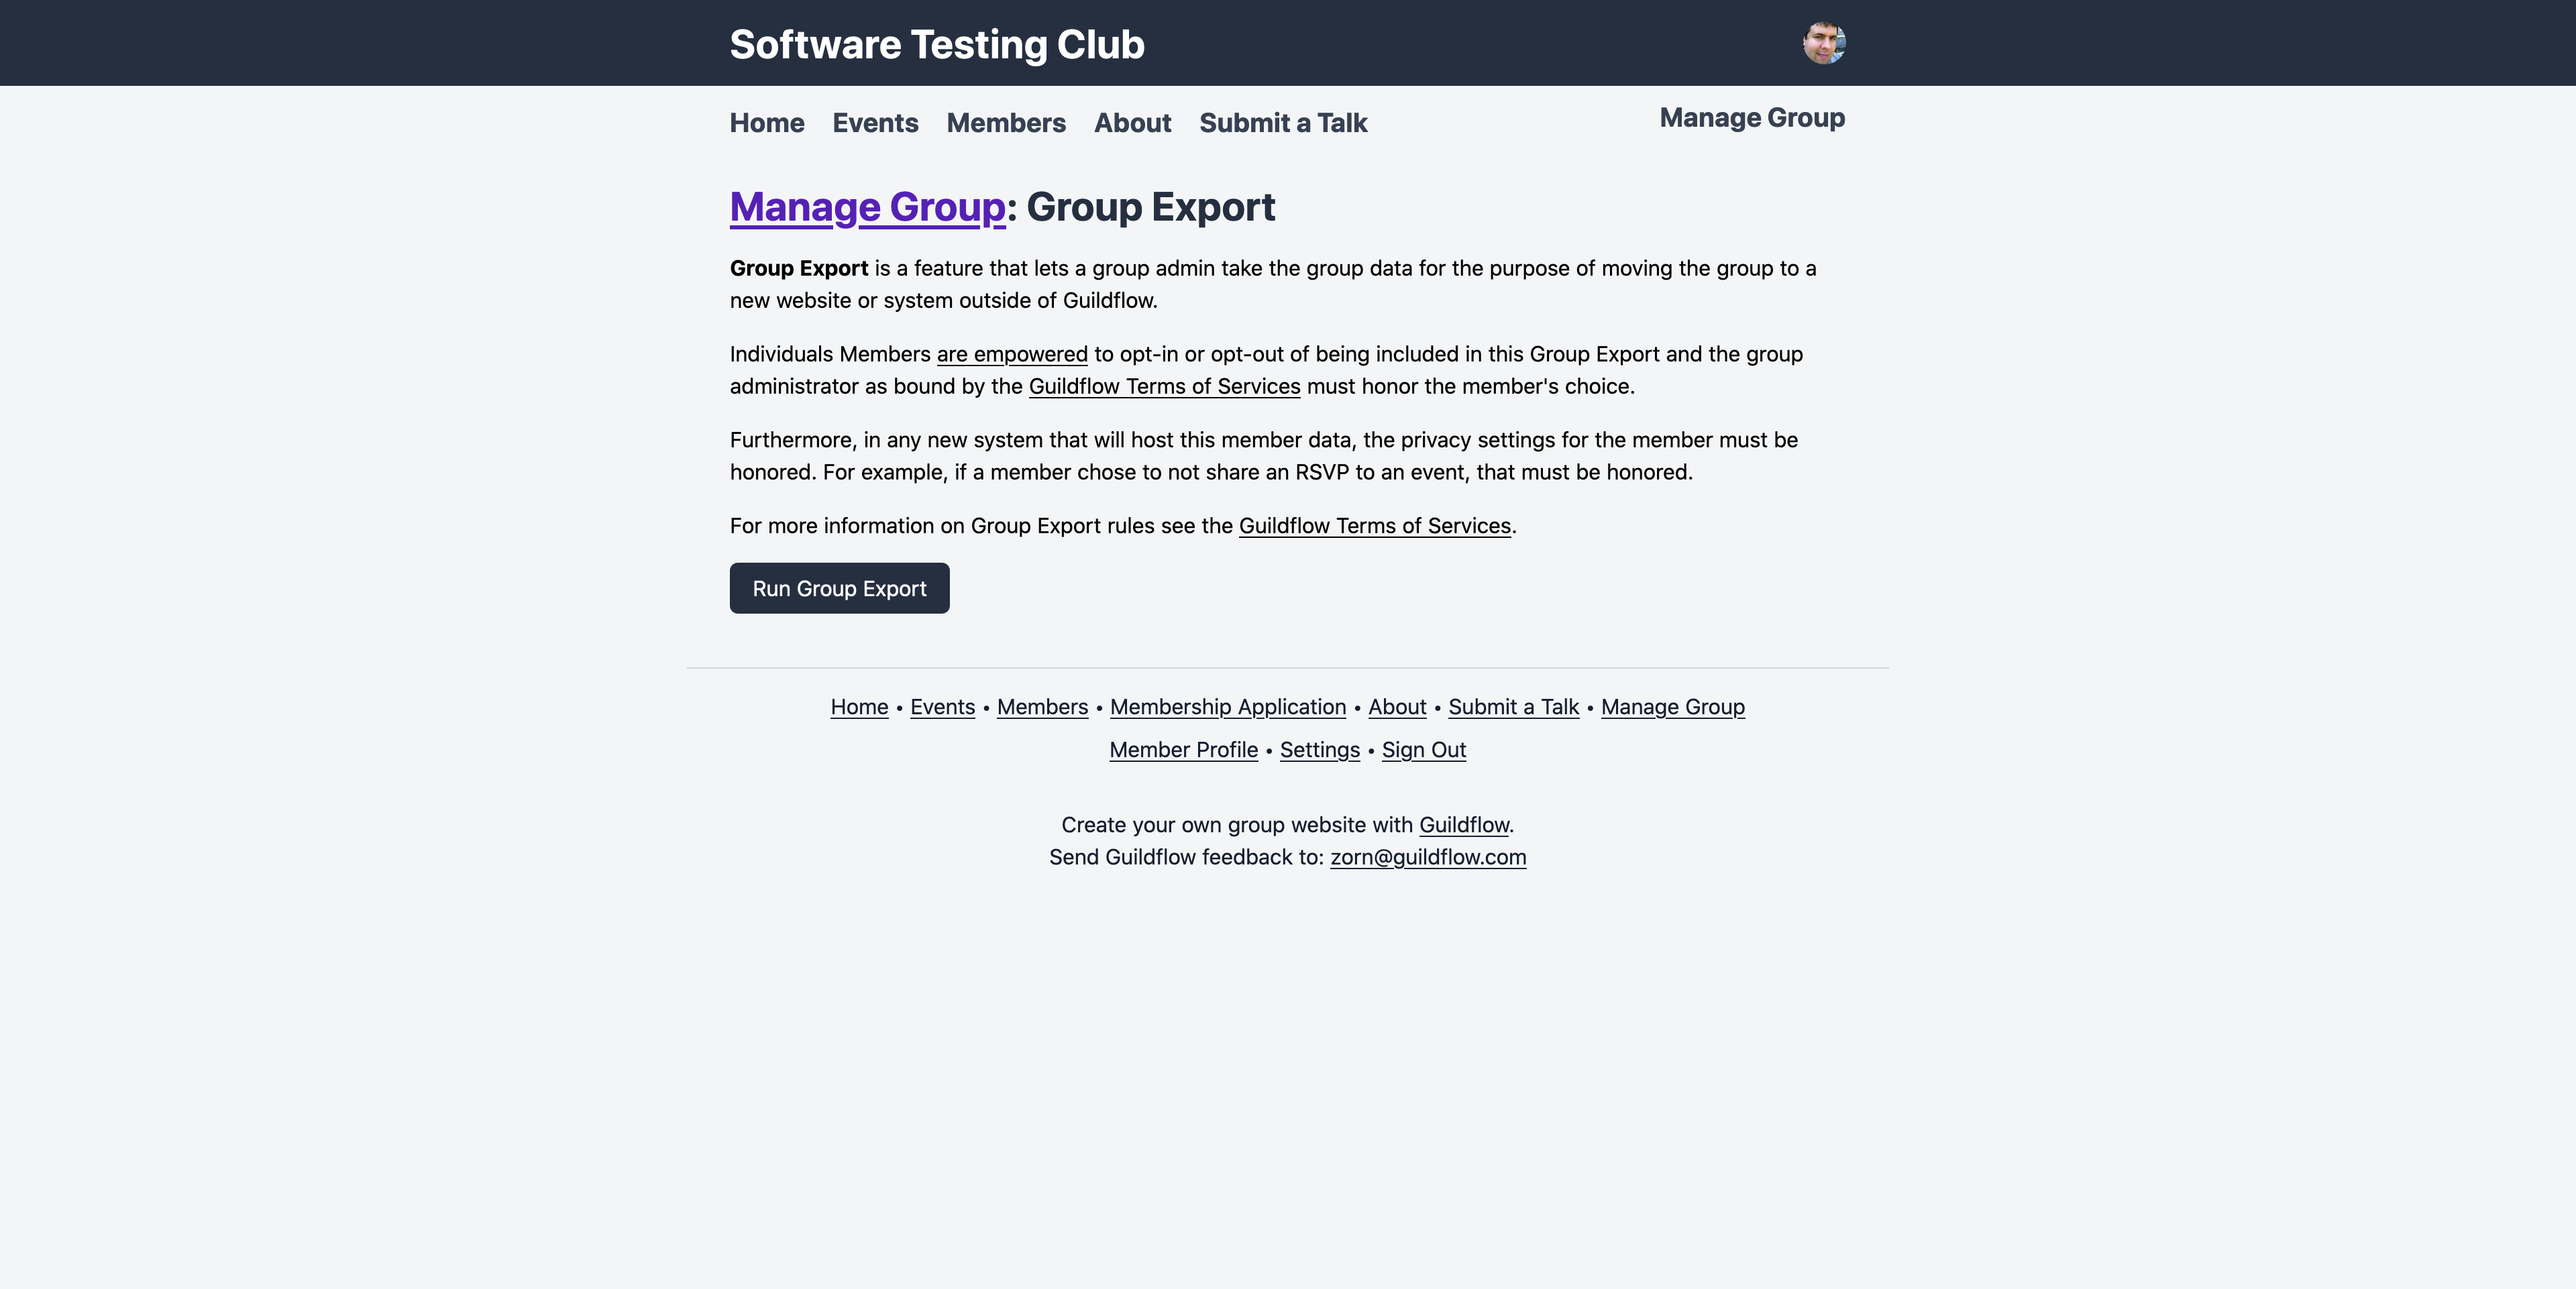 Software Testing Club
Home Events Members About Submit a Talk Manage Group
Manage Group: Group Export
Group Export is a feature that lets a group admin take the group data for the purpose of moving the group to a
new website or system outside of Guildflow.
Individuals Members are empowered to opt-in or opt-out of being included in this Group Export and the group
administrator as bound by the Guildflow Terms of Services must honor the member's choice.
Furthermore, in any new system that will host this member data, the privacy settings for the member must be
honored. For example, if a member chose to not share an RSVP to an event, that must be honored.
For more information on Group Export rules see the Guildflow Terms of Services.
Run Group Export
Home • Events • Members • Membership Application • About • Submit a Talk • Manage Group
Member Profile • Settings • Sign Out
Create your own group website with Guildflow.
Send Guildflow feedback to: zorn@guildflow.com